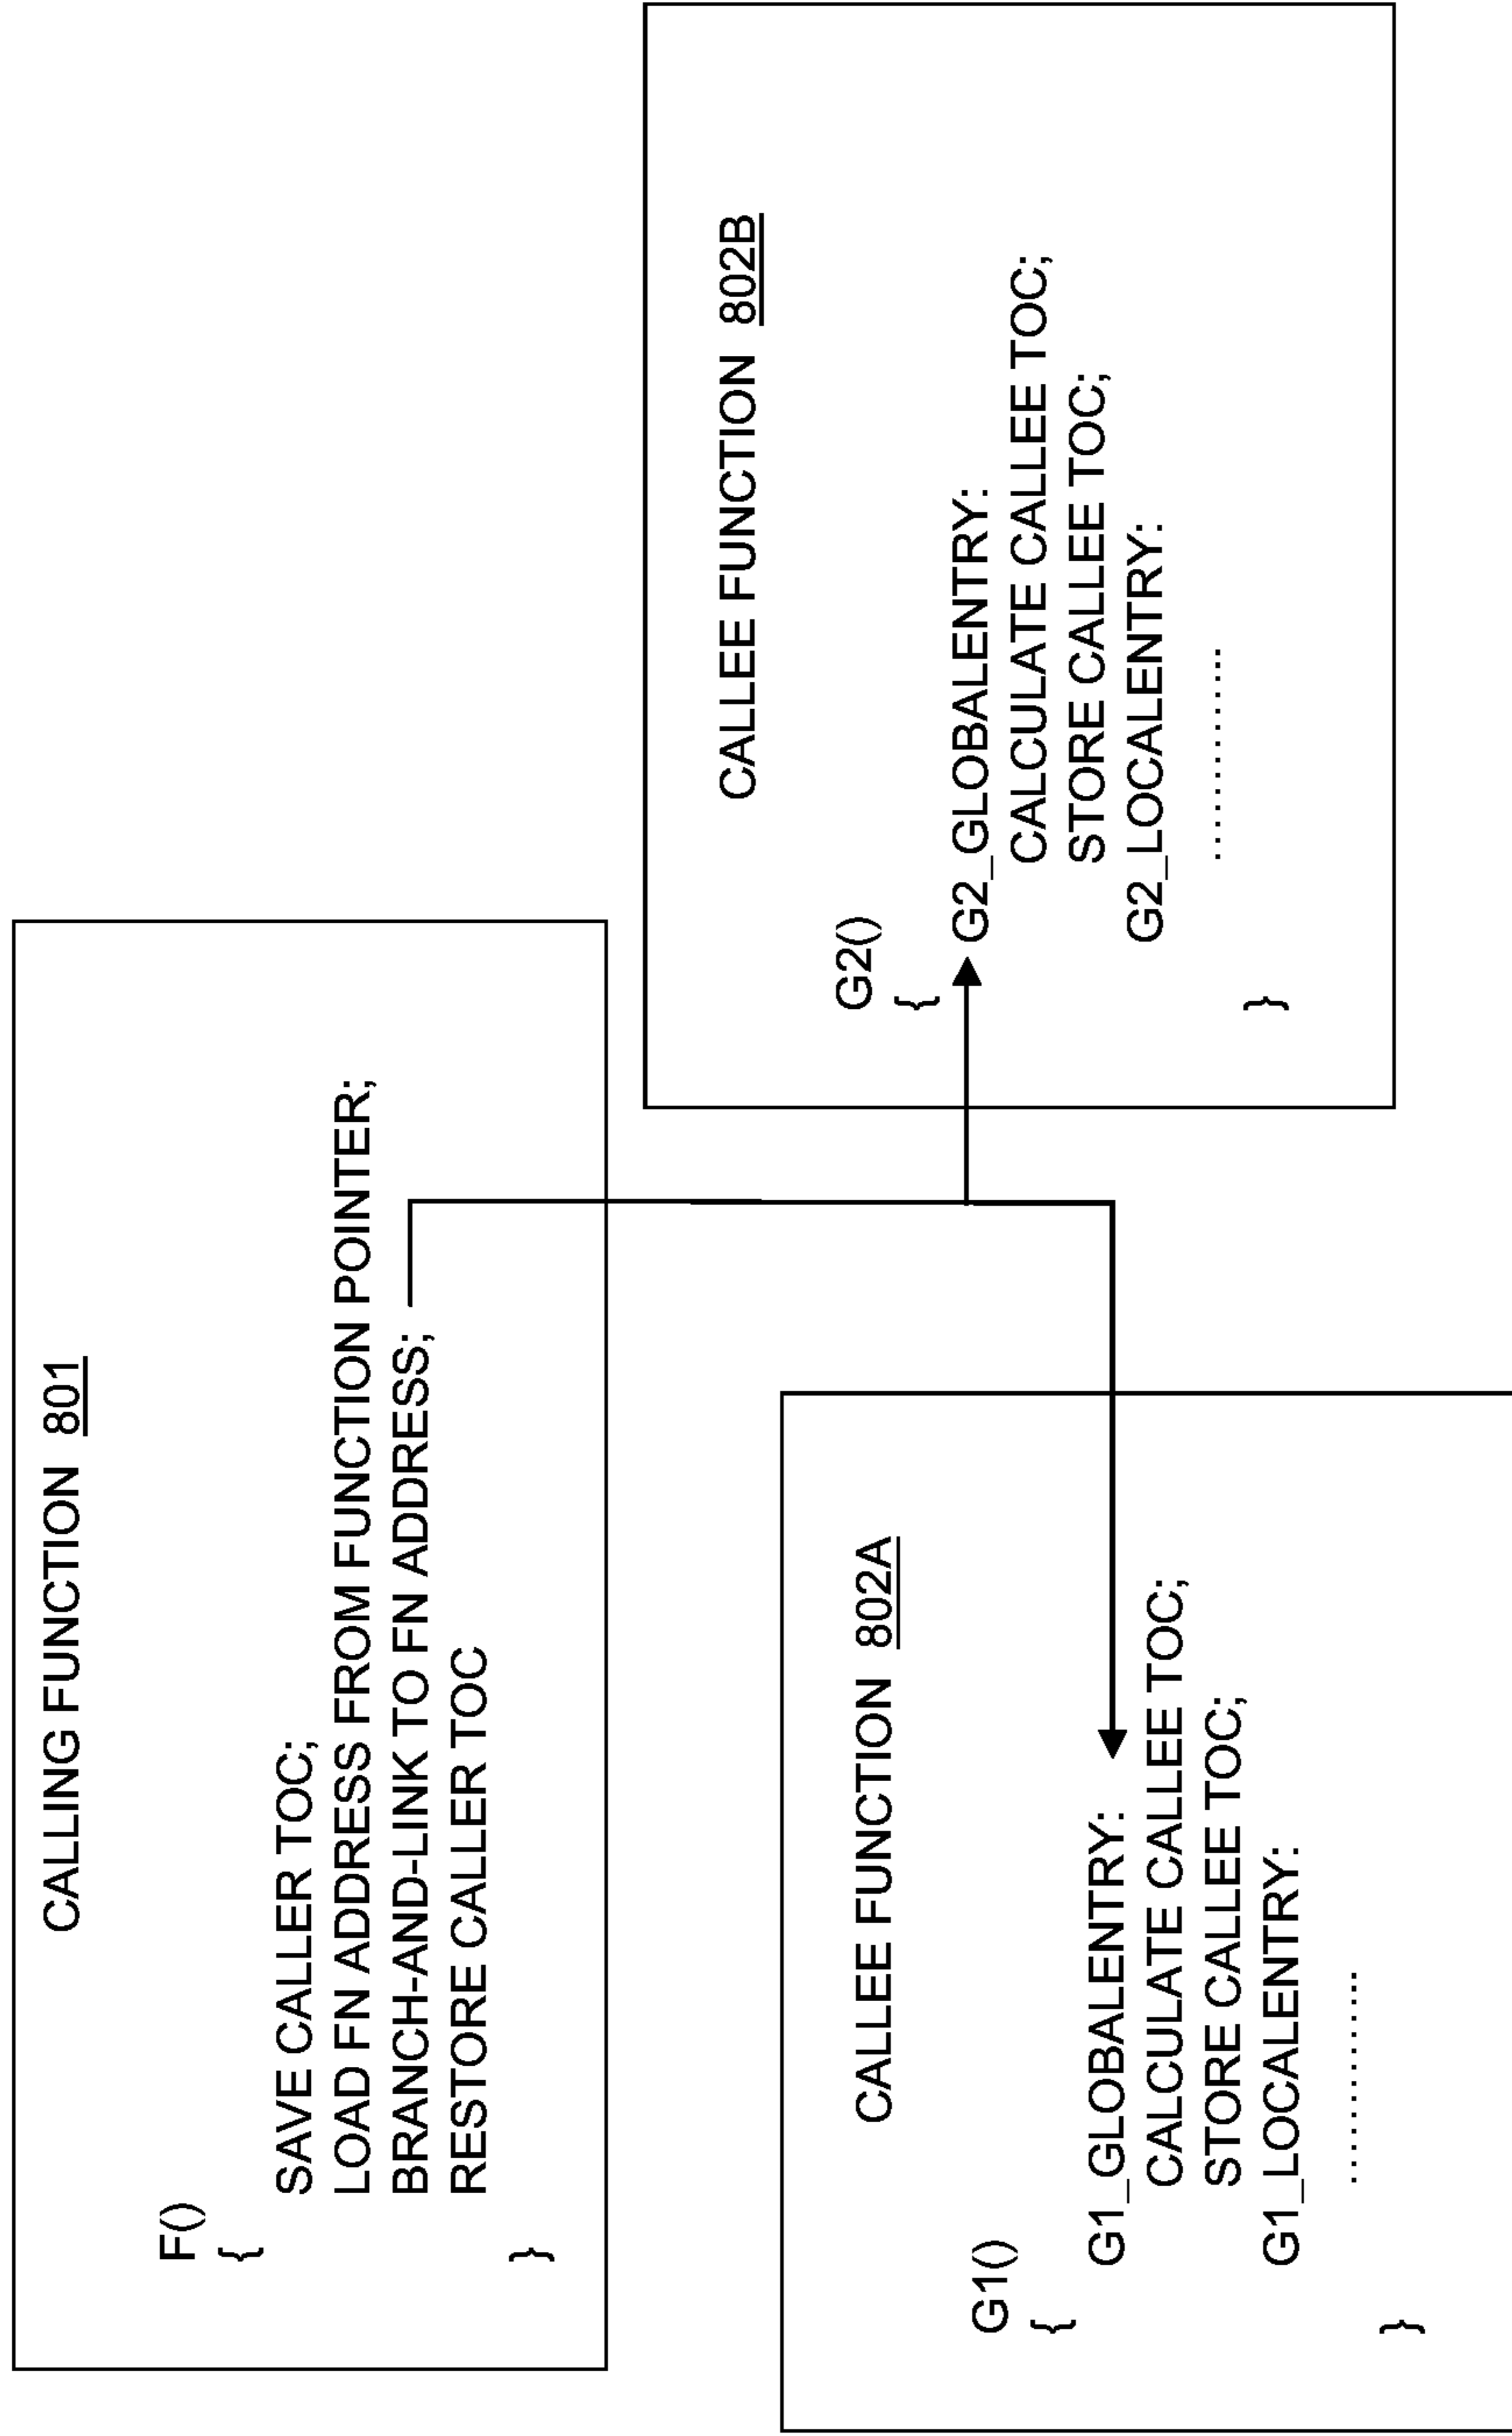 CALLING FUNCTION 801
F()
{
SAVE CALLER TOC;
LOAD FN ADDRESS FROM FUNCTION POINTER;
BRANCH-AND-LINK TO FN ADDRESS;
RESTORE CALLER TOC
}
CALLEE FUNCTION 802A
G1()
{
G1_GLOBALENTRY:
CALCULATE CALLEE TOC;
STORE CALLEE TOC;
G1_LOCALENTRY:
..............
}
CALLEE FUNCTION 802B
G2()
{
G2_GLOBALENTRY:
CALCULATE CALLEE TOC;
STORE CALLEE TOC;
G2_LOCALENTRY:
..............
}